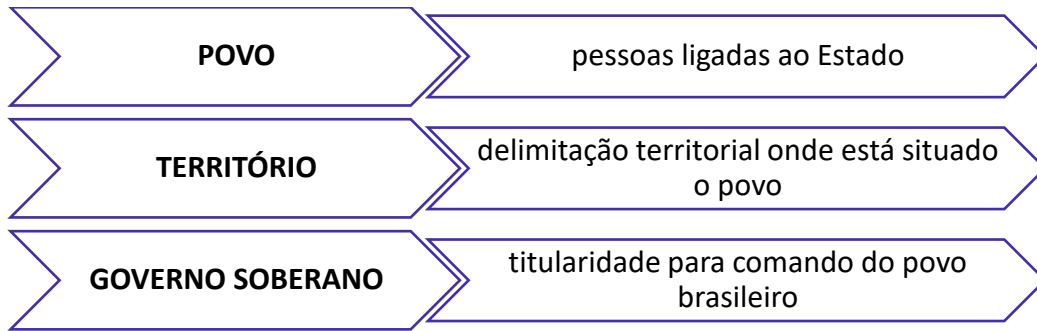 POVO
pessoas ligadas ao Estado
TERRITÓRIO
delimitação territorial onde está situado
o povo
GOVERNO SOBERANO
titularidade para comando do povo
brasileiro